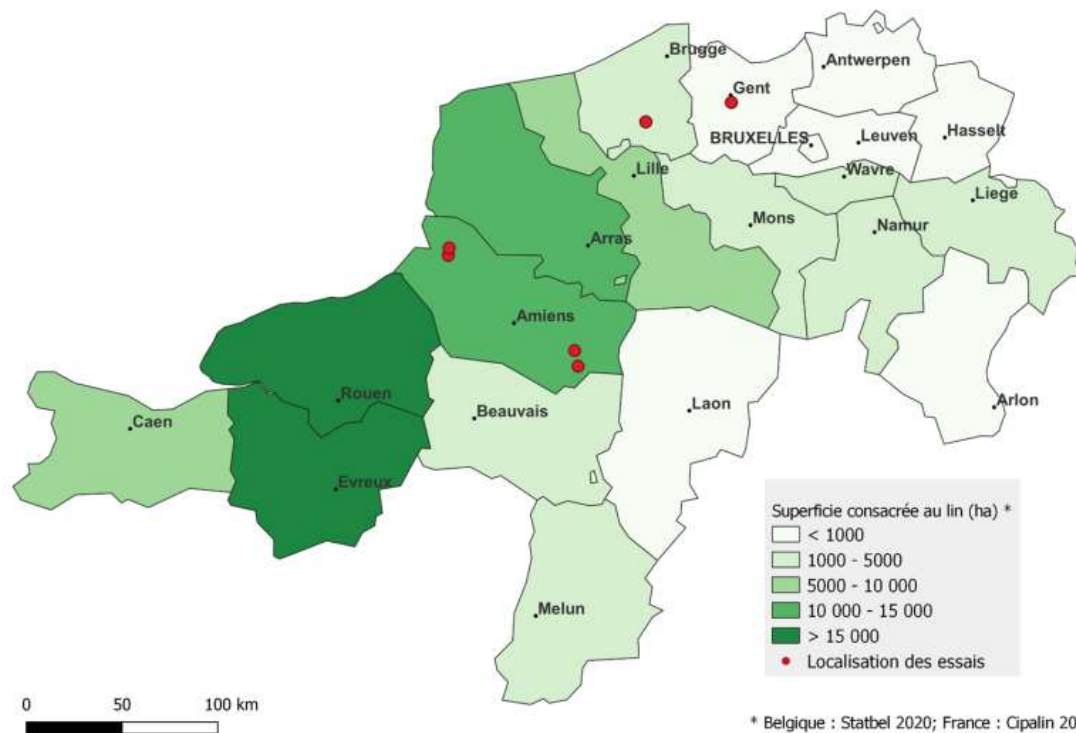 Brugge
Antwerpen
Gent
BRUXELLES
Leuven
Hasselt
Lille
Wavre
Liege
Mons
Namur
Arras
Amiens
Rouen
Caen
Beauvais
Laon
Arlon
Evreux
Melun
Superficie consacrée au lin (ha) *
< 1000
1000 - 5000
5000 - 10 000
10 000 - 15 000
> 15 000
Localisation des essais
0 50 100 km
* Belgique : Statbel 2020; France : Cipalin 20